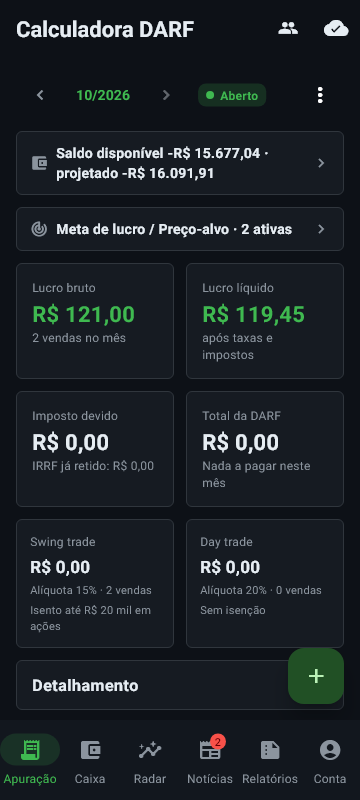 Calculadora DARF
10/2026
Aberto
Saldo disponível -R$ 15.677,04 ·
projetado -R$ 16.091,91
Meta de lucro / Preço-alvo · 2 ativas
Lucro bruto
R$ 121,00
2 vendas no mês
Lucro líquido
R$ 119,45
após taxas e
impostos
Imposto devido
R$ 0,00
IRRF já retido: R$ 0,00
Total da DARF
R$ 0,00
Nada a pagar neste
mês
Swing trade
R$ 0,00
Alíquota 15% · 2 vendas
Isento até R$ 20 mil em
ações
Day trade
R$ 0,00
Alíquota 20% · 0 vendas
Sem isenção
Detalhamento
+
2
Apuração
Caixa
Radar
Notícias
Relatórios
Conta